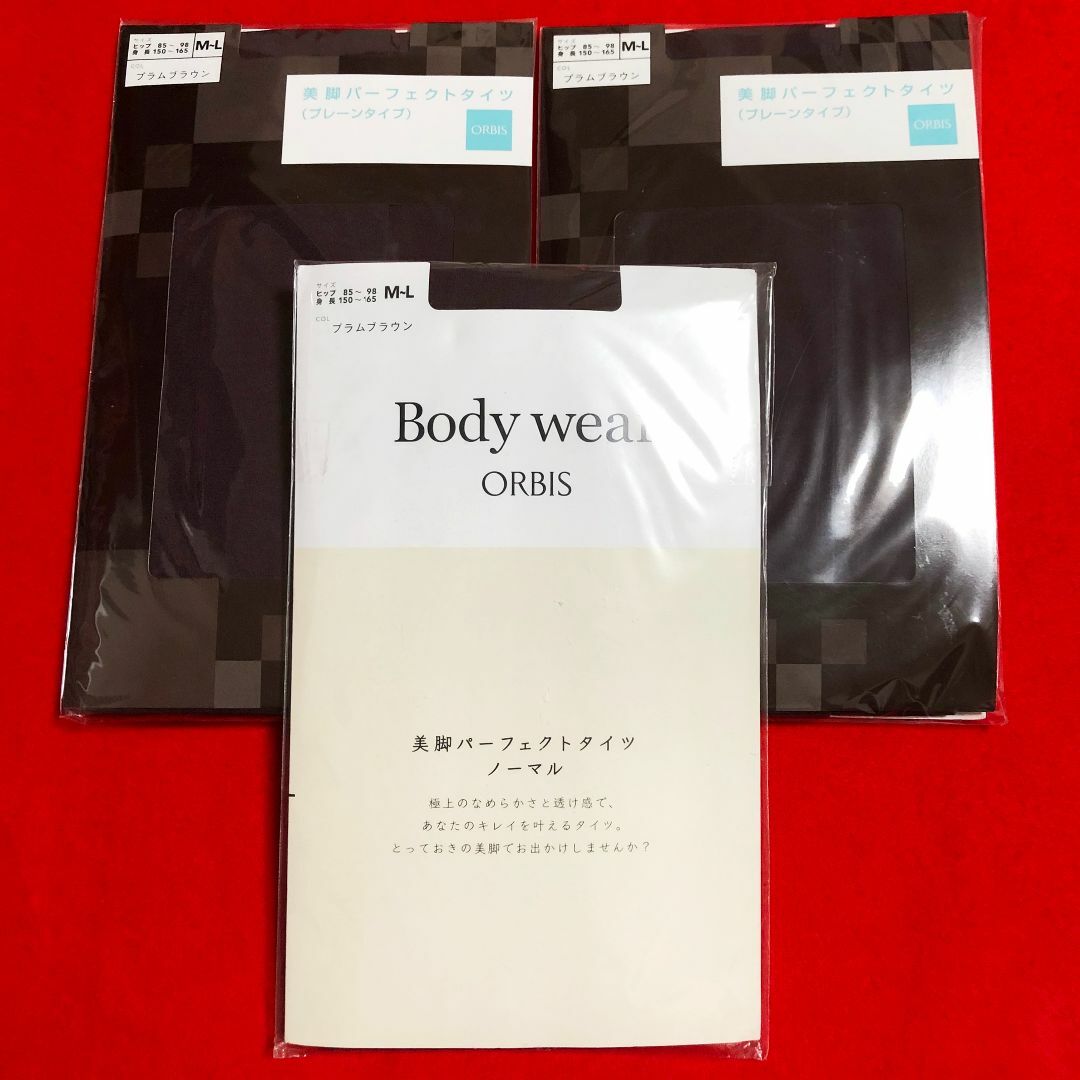 サイズ
ヒップ 85～ 98
身長 150～165
M~L
COL
プラムブラウン
美脚パーフェクトタイツ
(プレーンタイプ)
ORBIS
サイズ
ヒップ 85～ 98
身長 150～165
M~L
COL
プラムブラウン
美脚パーフェクトタイツ
(プレーンタイプ)
ORBIS
サイズ
ヒップ 85～ 98
身長 150～165
M~L
COL
プラムブラウン
Body wear
ORBIS
美脚パーフェクトタイツ
ノーマル
極上のなめらかさと透け感で、
あなたのキレイを叶えるタイツ。
とっておきの美脚でお出かけしませんか？